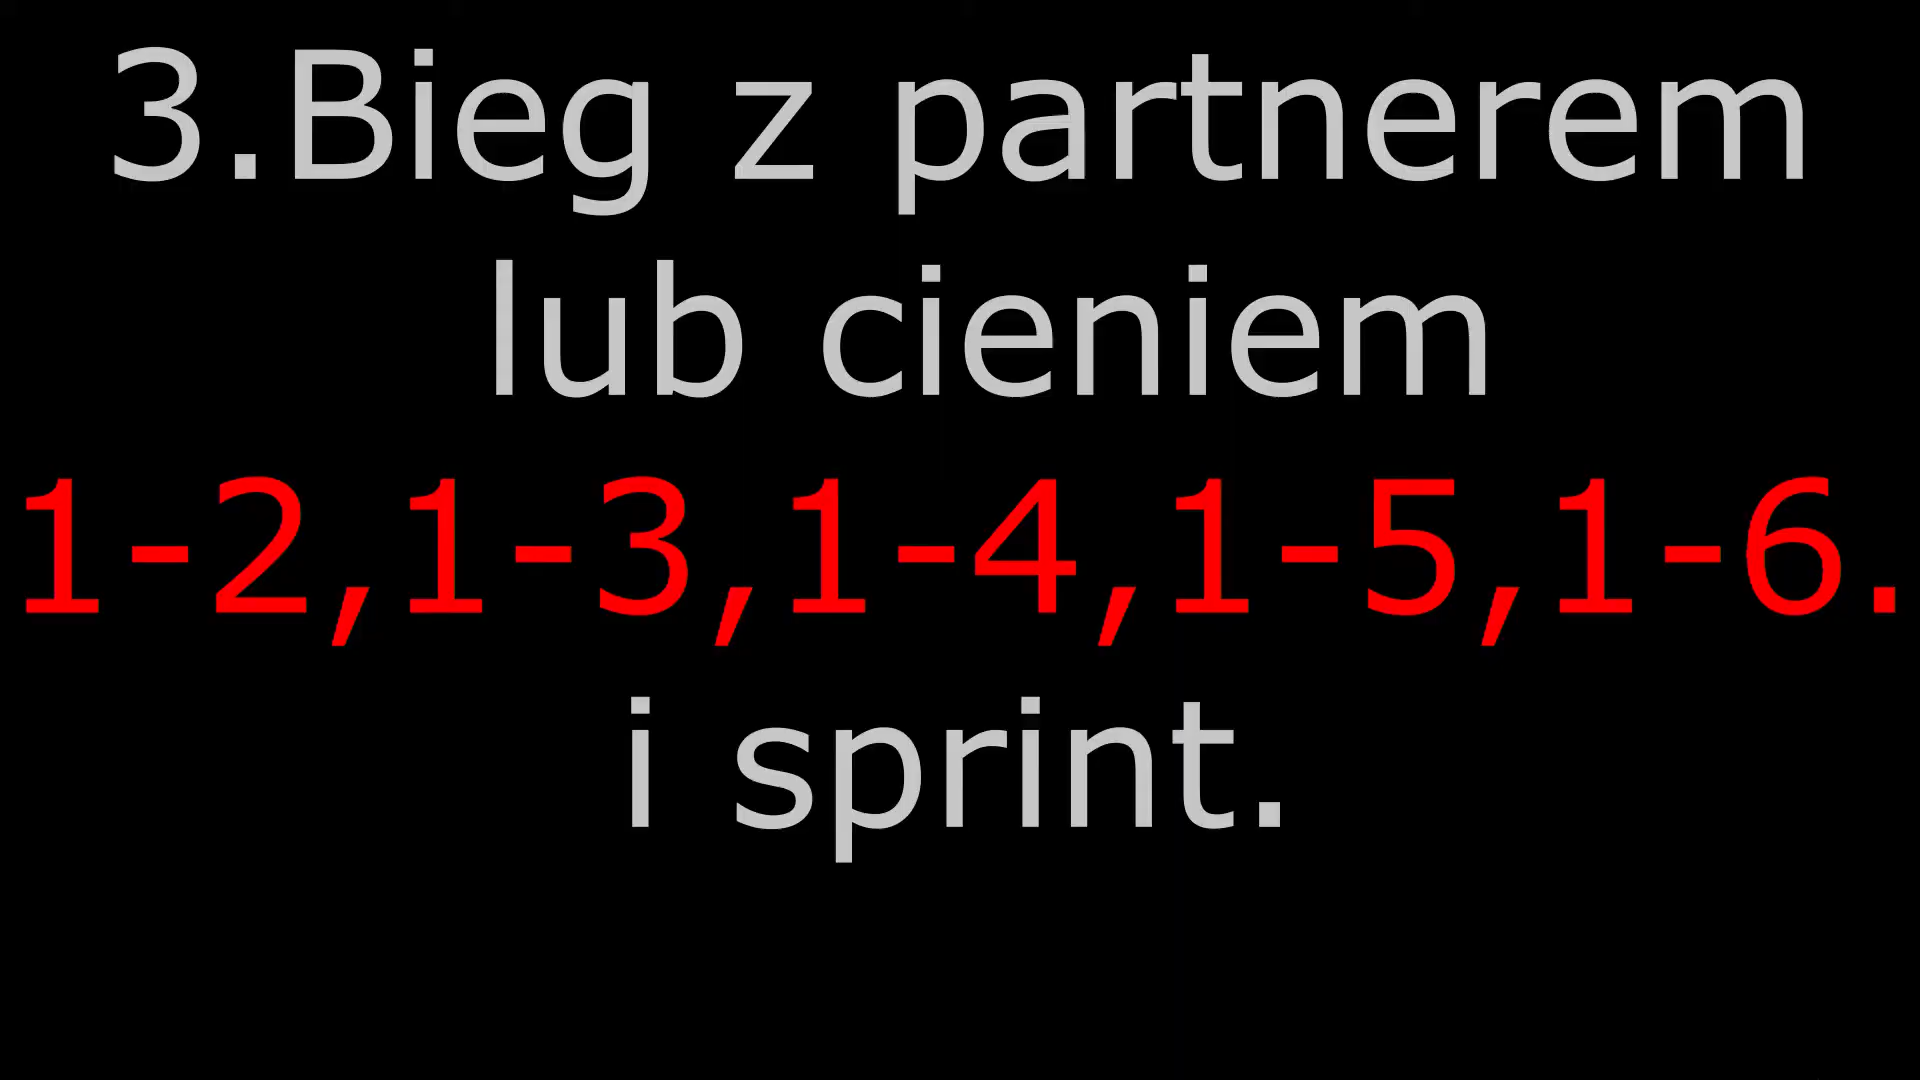 3.Bieg z partnerem
lub cieniem
1-2,1-3,1-4,1-5,1-6.
i sprint.